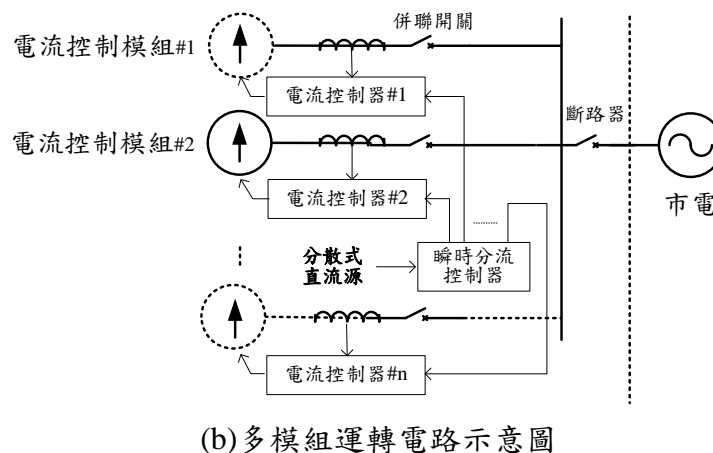 併聯開關
電流控制模組#1
電流控制器#1
斷路器
電流控制模組#2
市電
電流控制器#2
分散式
直流源
瞬時分流
控制器
電流控制器#n
(b)多模組運轉電路示意圖